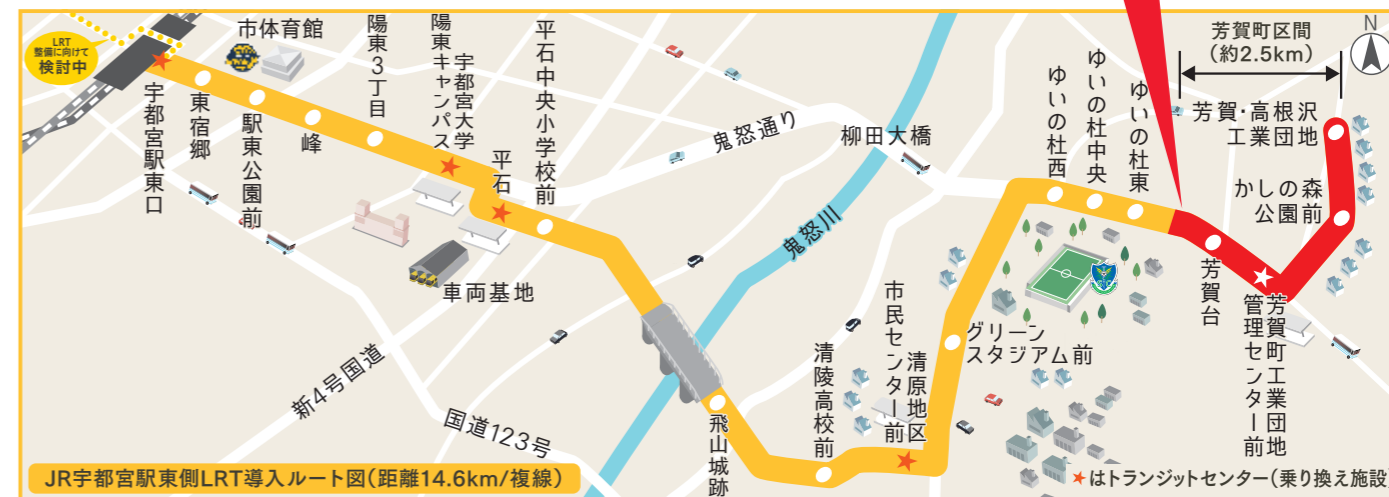 LRT
整備に向けて
検討中
市体育館
宇都宮駅東口
東宿郷
駅東公園前
峰
陽東3丁目
宇都宮大学
陽東キャンパス
平石
平石中央小学校前
車両基地
鬼怒通り
柳田大橋
鬼怒川
新4号国道
国道123号
飛山城跡
清陵高校前
清原地区
市民センター前
グリーン
スタジアム前
ゆいの杜西
ゆいの杜中央
ゆいの杜東
芳賀町区間
(約2.5km)
N
芳賀・高根沢
工業団地
かしの森
公園前
芳賀台
芳賀町工業団地
管理センター前
JR宇都宮駅東側LRT導入ルート図(距離14.6km/複線)
★はトランジットセンター(乗り換え施設)